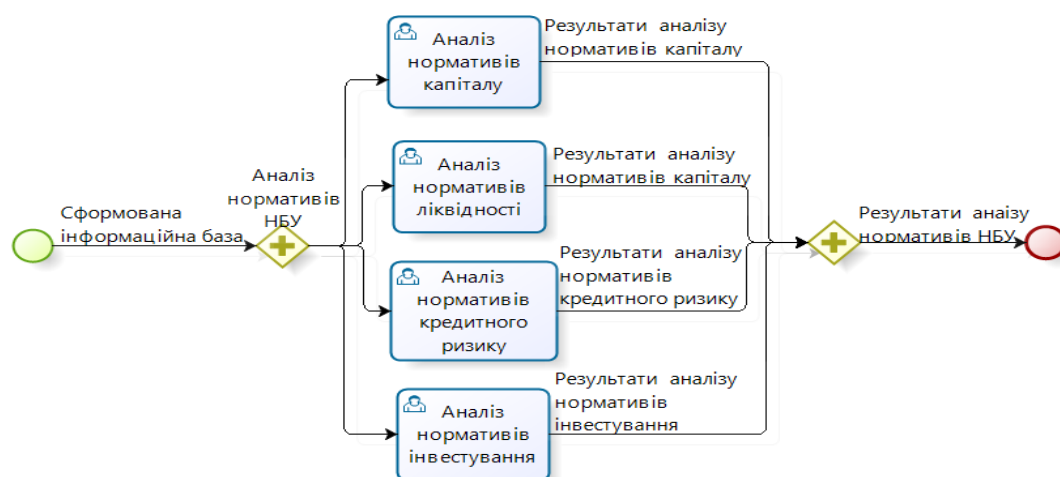 Сформована
інформаційна база
Аналіз
нормативів
НБУ
Аналіз
нормативів
капіталу
Результати аналізу
нормативів капіталу
Аналіз
нормативів
ліквідності
Результати аналізу
нормативів капіталу
Аналіз
нормативів
кредитного
ризику
Результати аналізу
нормативів
кредитного ризику
Аналіз
нормативів
інвестування
Результати аналізу
нормативів
інвестування
Результати анаізу
нормативів НБУ